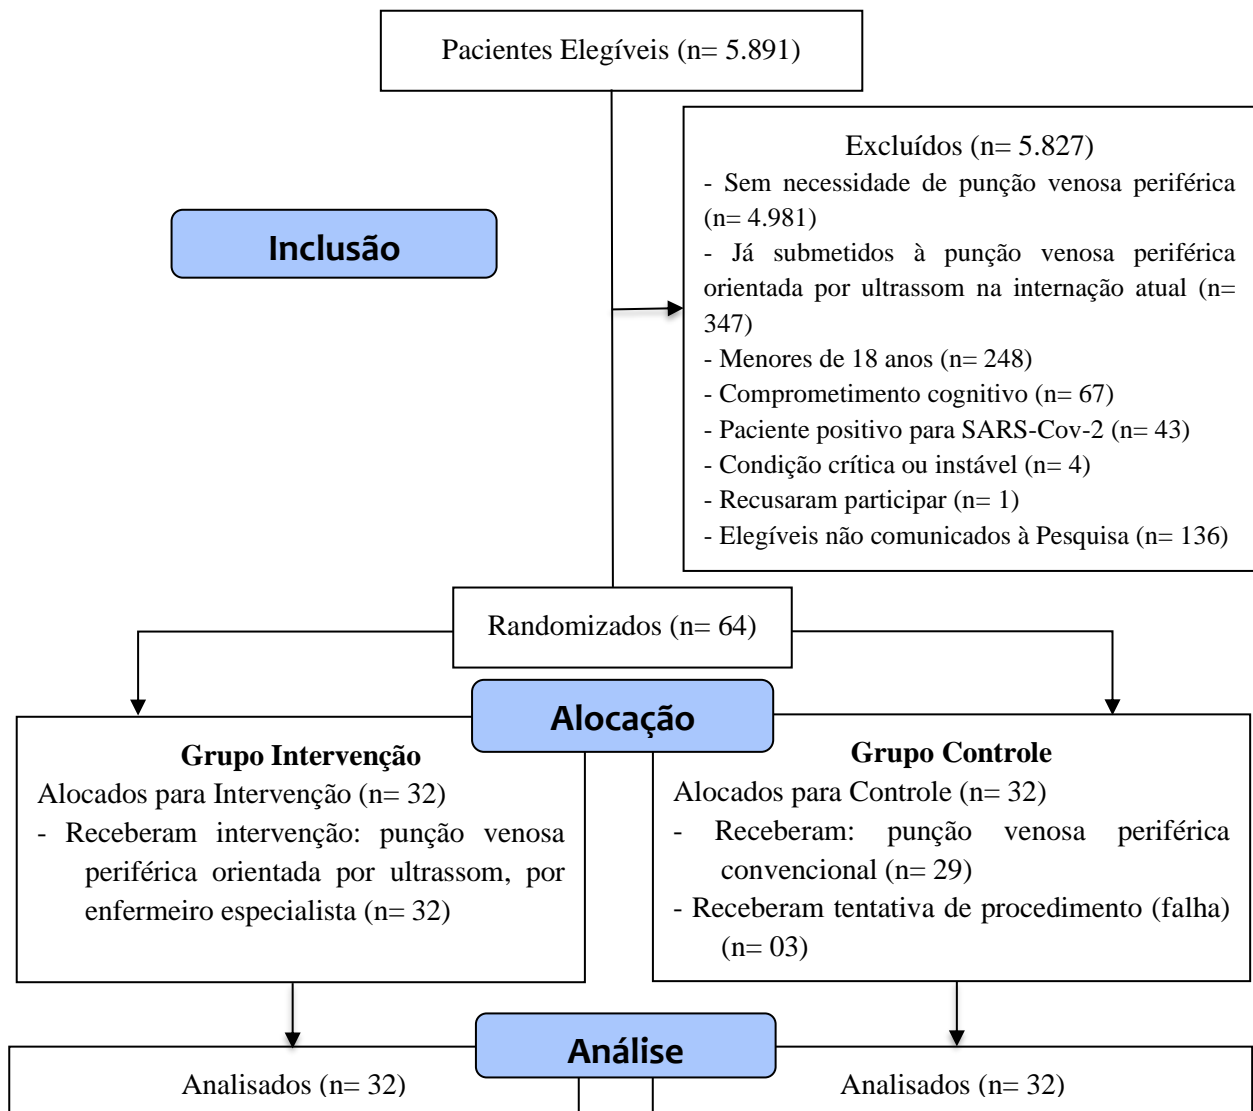 Pacientes Elegíveis (n= 5.891)
Excluídos (n= 5.827)
- Sem necessidade de punção venosa periférica
(n= 4.981)
- Já submetidos à punção venosa periférica
orientada por ultrassom na internação atual (n=
347)
- Menores de 18 anos (n= 248)
- Comprometimento cognitivo (n= 67)
- Paciente positivo para SARS-Cov-2 (n= 43)
- Condição crítica ou instável (n= 4)
- Recusaram participar (n= 1)
- Elegíveis não comunicados à Pesquisa (n= 136)
Inclusão
Randomizados (n= 64)
Alocação
Grupo Intervenção
Alocados para Intervenção (n= 32)
- Receberam intervenção: punção venosa
periférica orientada por ultrassom, por
enfermeiro especialista (n= 32)
Grupo Controle
Alocados para Controle (n= 32)
- Receberam: punção venosa periférica
convencional (n= 29)
- Receberam tentativa de procedimento (falha)
(n= 03)
Análise
Analisados (n= 32)
Analisados (n= 32)